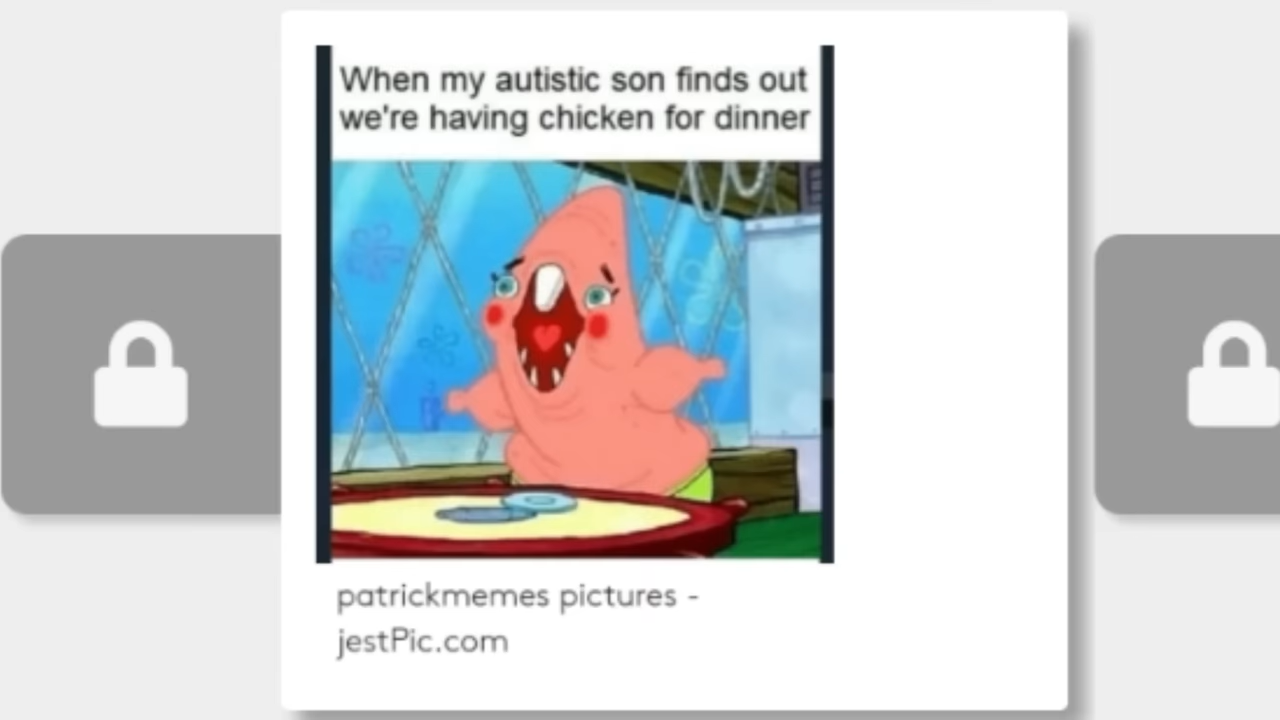 When my autistic son finds out
we're having chicken for dinner
patrickmemes pictures -
jestPic.com